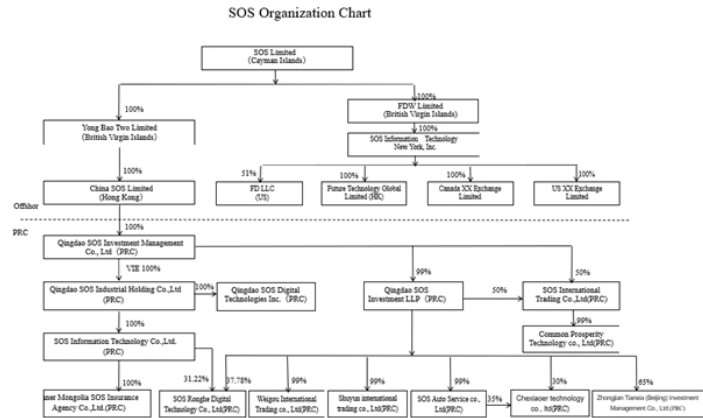 SOS Organization Chart
SOS Limited
(Cayman Islands)
100%
100%
FDW Limited
(British Virgin Islands)
Yong Bao Two Limited
(British Virgin Islands)
100%
SOS Information Technology
New York, Inc.
100%
51%
100%
100%
100%
China SOS Limited
(Hong Kong)
FD LLC
(US)
Future Technology Global
Limited (HK)
Canada XX Exchange
Limited
US XX Exchange
Limited
Offshor
PRC
100%
Qingdao SOS Investment Management
Co., Ltd (PRC)
VIE 100%
99%
50%
Qingdao SOS Industrial Holding Co.,Ltd
(PRC)
100%
Qingdao SOS Digital
Technologies Inc. (PRC)
Qingdao SOS
Investment LLP (PRC)
50%
SOS International
Trading Co.,Ltd(PRC)
100%
99%
SOS Information Technology Co.,Ltd.
(PRC)
Common Prosperity
Technology co., Ltd(PRC)
100%
31.22%
37.78%
99%
99%
99%
30%
65%
ner Mongolia SOS Insurance
Agency Co.,Ltd.(PRC)
SOS Ronghe Digital
Technology Co., Ltd(PRC)
Weigou International
Trading co., Ltd(PRC)
Shuyun international
trading co., Ltd(PRC)
SOS Auto Service co.,
Ltd(PRC)
35%
Chexiaoer technology
co., ltd(PRC)
Zhongjian Tianxia (Beijing) Investment
Management Co., Ltd (PRC)